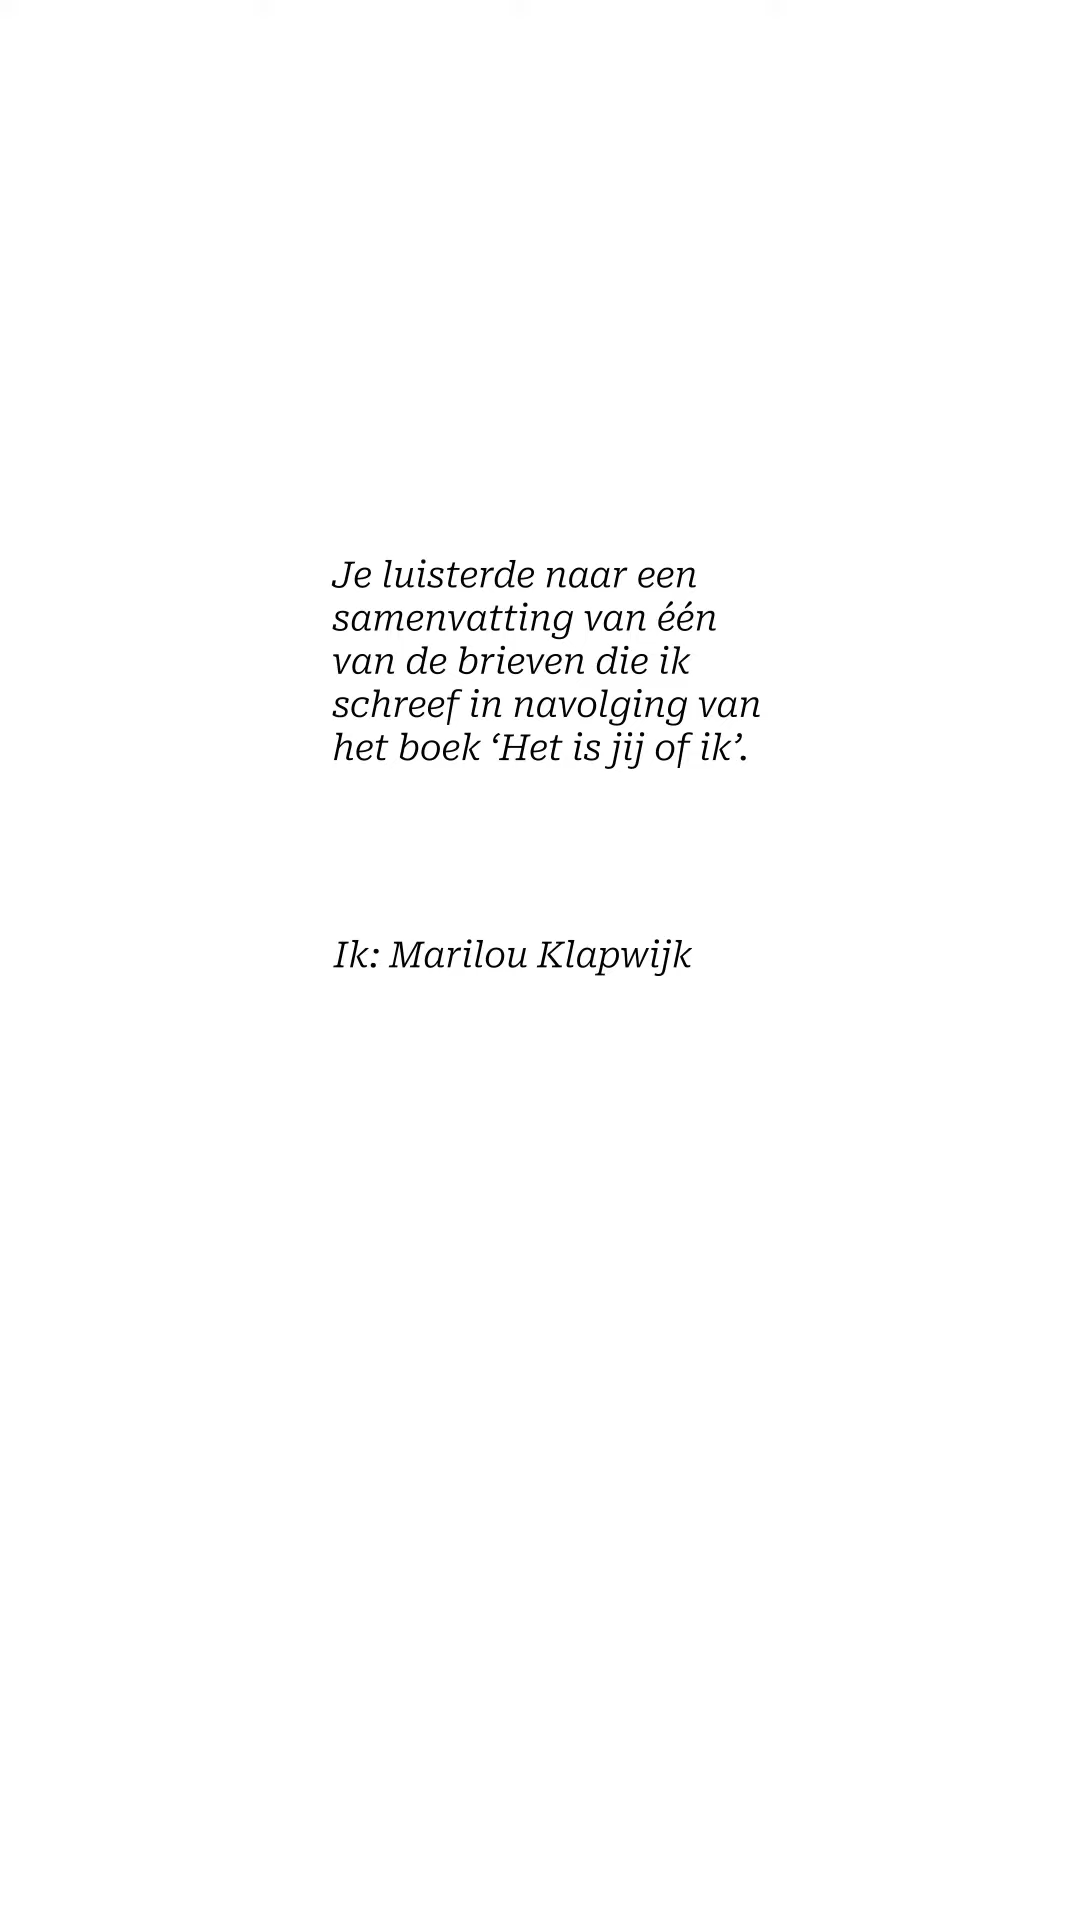 Je luisterde naar een
samenvatting van één
van de brieven die ik
schreef in navolging van
het boek ‘Het is jij of ik’.
Ik: Marilou Klapwijk